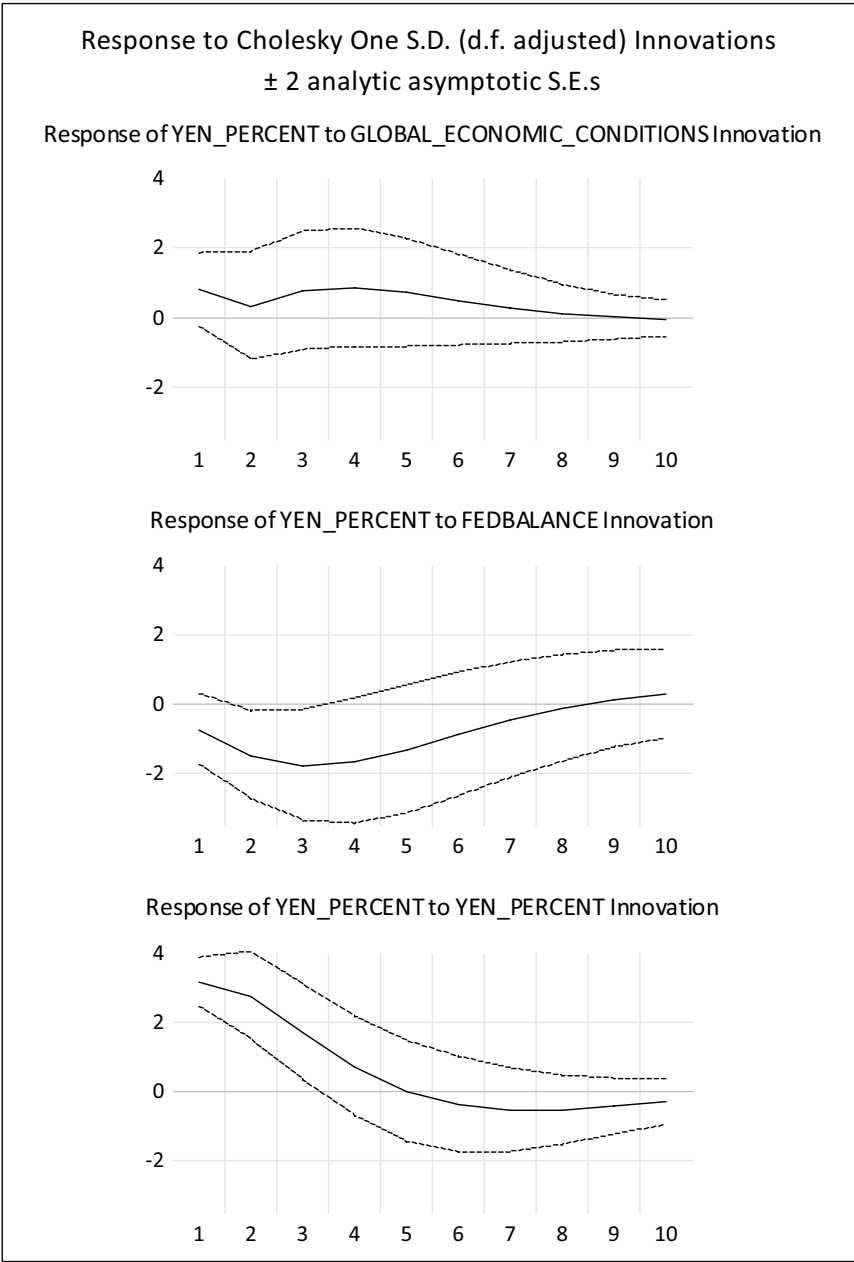 Response to Cholesky One S.D. (d.f. adjusted) Innovations
± 2 analytic asymptotic S.E.s
Response of YEN_PERCENT to GLOBAL_ECONOMIC_CONDITIONS Innovation
4
2
0
-2
1 2 3 4 5 6 7 8 9 10
Response of YEN_PERCENT to FEDBALANCE Innovation
4
2
0
-2
1 2 3 4 5 6 7 8 9 10
Response of YEN_PERCENT to YEN_PERCENT Innovation
4
2
0
-2
1 2 3 4 5 6 7 8 9 10